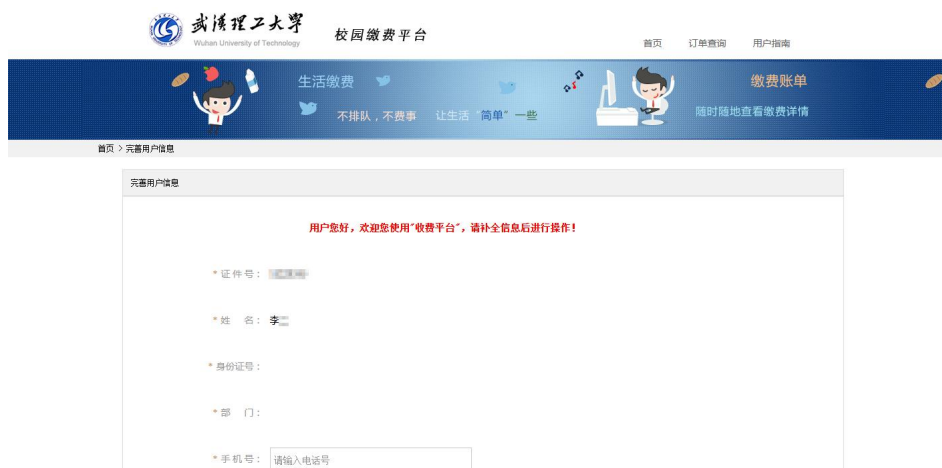 武汉理工大学
Wuhan University of Technology
校园缴费平台
首页 订单查询 用户指南
生活缴费
不排队，不费事 让生活“简单”一些
缴费账单
随时随地查看缴费详情
首页 > 完善用户信息
完善用户信息
用户您好，欢迎您使用"收费平台"，请补全信息后进行操作！
*证件号：
*姓 名：李
*身份证号：
*部 门：
*手机号：请输入电话号